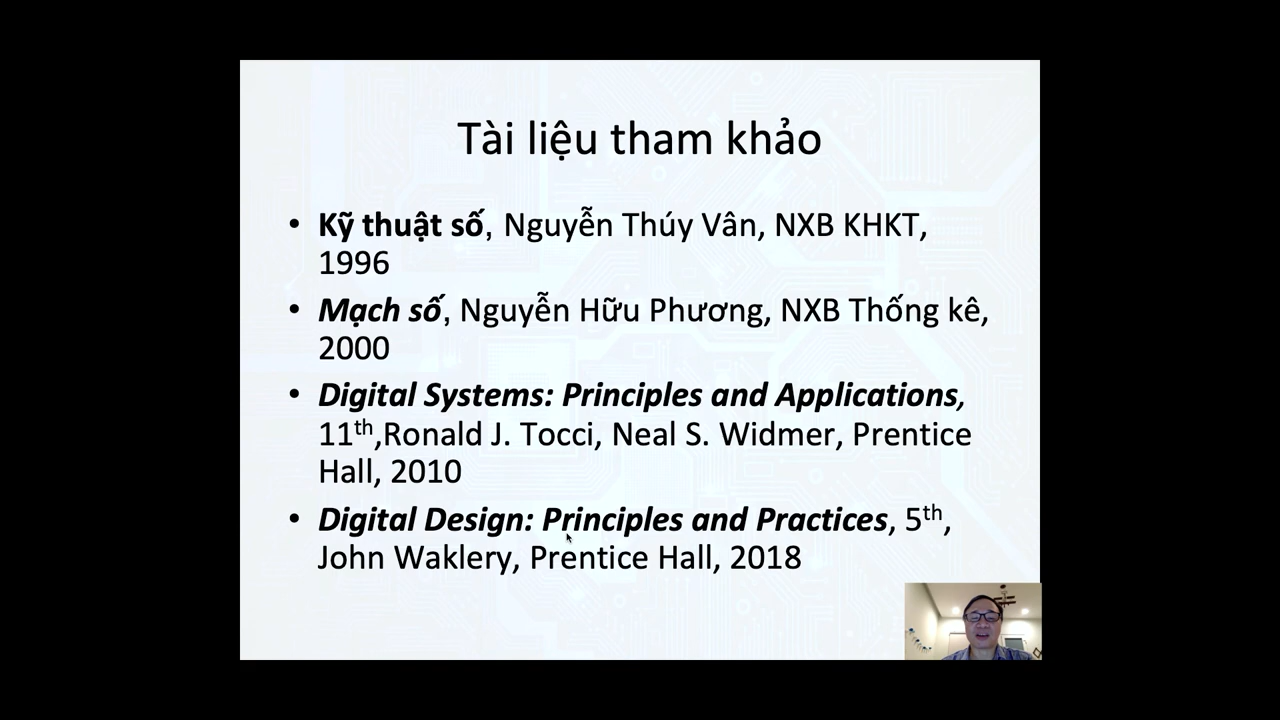 Tài liệu tham khảo
• Kỹ thuật số, Nguyễn Thúy Vân, NXB KHKT,
1996
• Mạch số, Nguyễn Hữu Phương, NXB Thống kê,
2000
• Digital Systems: Principles and Applications,
11th,Ronald J. Tocci, Neal S. Widmer, Prentice
Hall, 2010
• Digital Design: Principles and Practices, 5th,
John Waklery, Prentice Hall, 2018